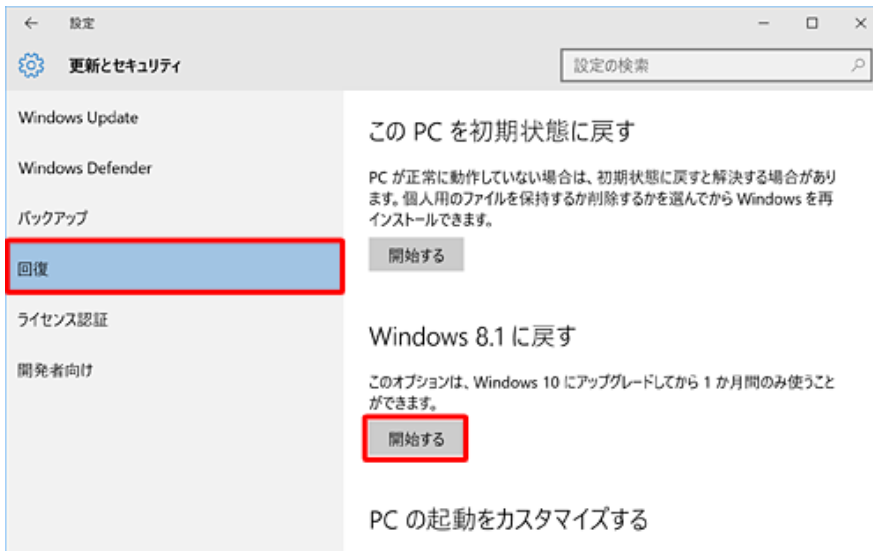 設定
更新とセキュリティ
設定の検索
Windows Update
Windows Defender
バックアップ
回復
ライセンス認証
開発者向け
この PC を初期状態に戻す
PC が正常に動作していない場合は、初期状態に戻すと解決する場合があり
ます。個人用のファイルを保持するか削除するかを選んでから Windows を再
インストールできます。
開始する
Windows 8.1 に戻す
このオプションは、Windows 10 にアップグレードしてから 1 か月間のみ使うこと
ができます。
開始する
PC の起動をカスタマイズする